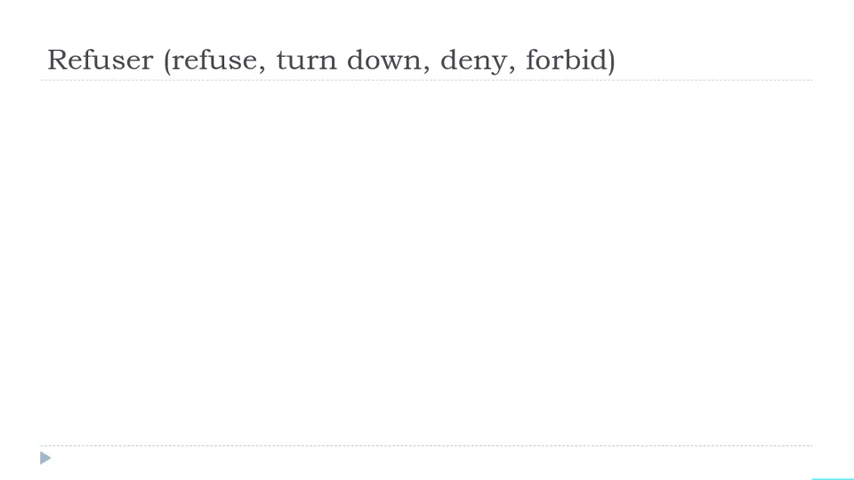 Refuser (refuse, turn down, deny, forbid)